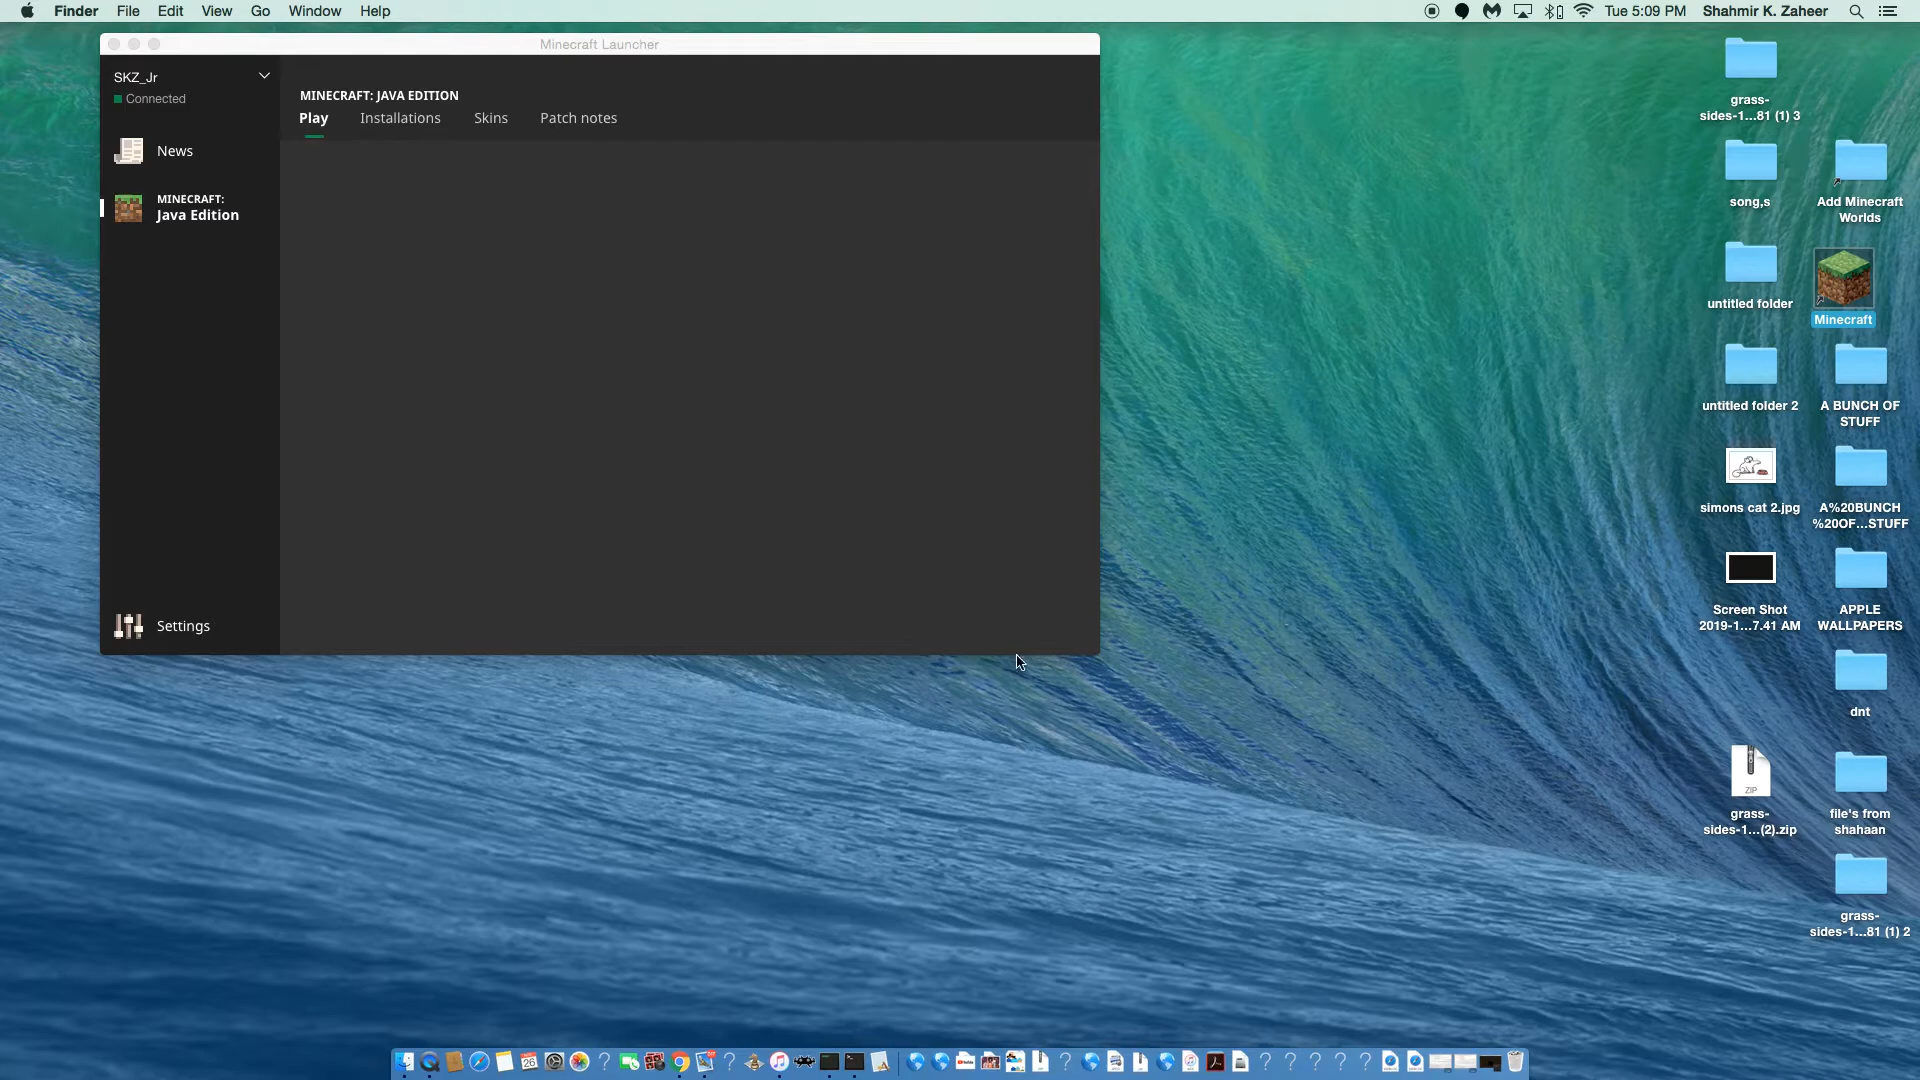 Finder File Edit View Go Window Help
Tue 5:09 PM Shahmir K. Zaheer
Minecraft Launcher
SKZ_Jr
Connected
News
MINECRAFT:
Java Edition
Settings
MINECRAFT: JAVA EDITION
Play Installations Skins Patch notes
grass-
sides-1...81 (1) 3
song,s
Add Minecraft
Worlds
untitled folder
Minecraft
untitled folder 2
A BUNCH OF
STUFF
simons cat 2.jpg
A%20BUNCH
%20OF...STUFF
Screen Shot
2019-1...7.41 AM
APPLE
WALLPAPERS
dnt
ZIP
grass-
sides-1...(2).zip
file's from
shahaan
grass-
sides-1...81 (1) 2
26